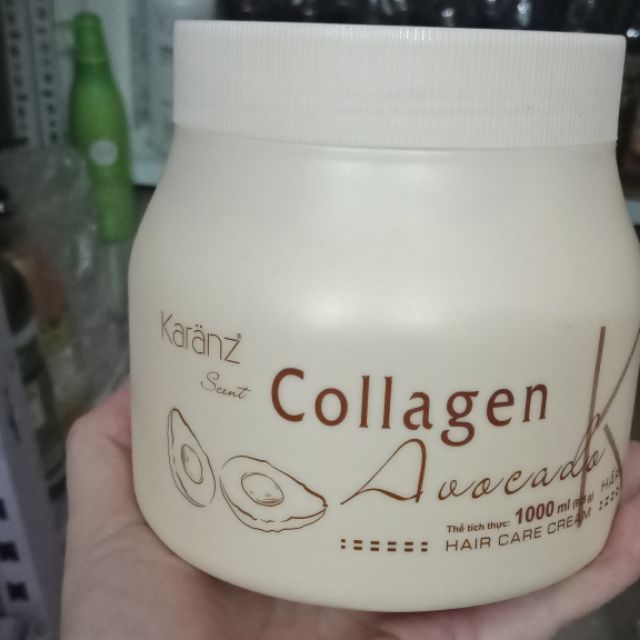 Karänz
Scent
Collagen
Avocado
Thể tích thực: 1000 ml
HAIR CARE CREAM